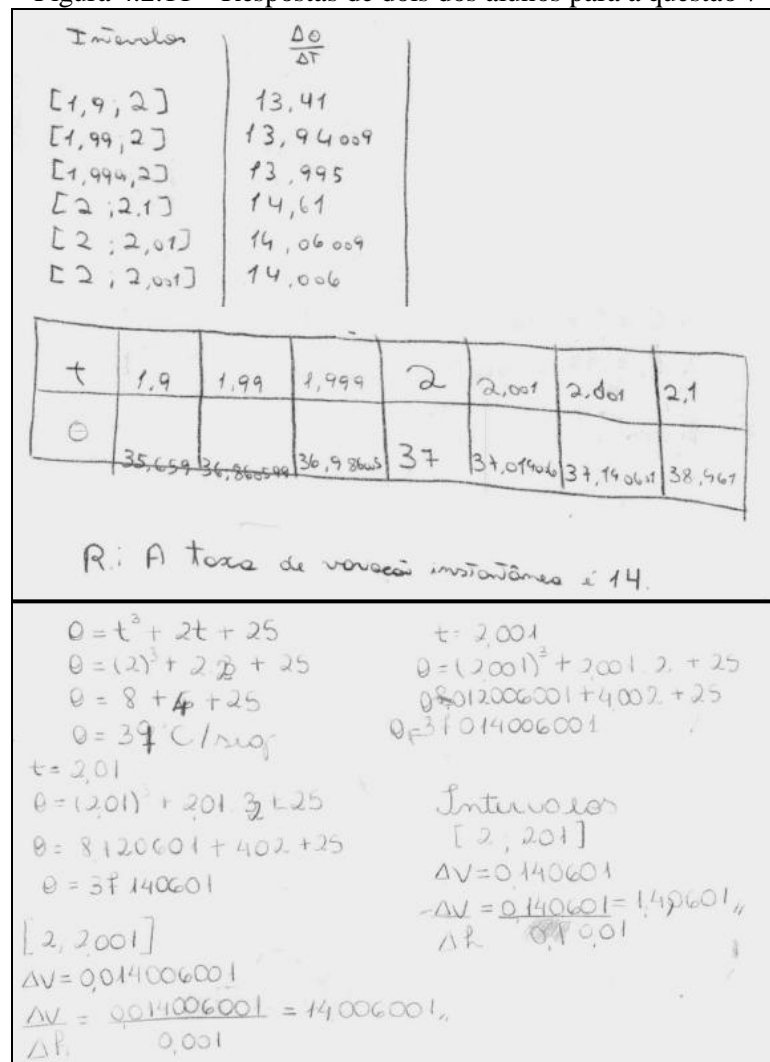 Figura 4.2.11 – Respostas de dois dos alunos para a questão 7
Intervalos Δθ/ΔT
[1,9 ; 2] 13,41
[1,99 ; 2] 13,94009
[1,999, 2] 13,995
[2 ; 2,1] 14,61
[2 ; 2,01] 14,06009
[2 ; 2,001] 14,006
t 1,9 1,99 1,999 2 2,001 2,001 2,1
θ 35,659 36,860599 36,986005 37 37,014006 37,140601 38,461
R: A taxa de variação instantânea é 14.
θ = t³ + 2t + 25
θ = (2)³ + 2.2 + 25
θ = 8 + 4 + 25
θ = 37 °C/seg
t = 2,01
θ = (2,01)³ + 2,01. 2 + 25
θ = 8,120601 + 4,02 + 25
θ = 37,140601
[2, 2,001]
ΔV = 0,014006001
ΔV/Δh = 0,014006001/0,001 = 14,006001,,
t = 2,001
θ = (2,001)³ + 2,001. 2. + 25
θ = 8,012006001 + 4,002 + 25
θ = 37,014006001
Intervalos
[2, 2,01]
ΔV = 0,140601
ΔV/Δh = 0,140601/0,01 = 14,0601,,